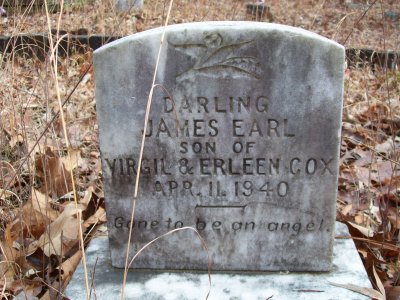 DARLING
JAMES EARL
SON OF
VIRGIL & ERLEEN COX
APR. 11. 1940
Gone to be an angel.